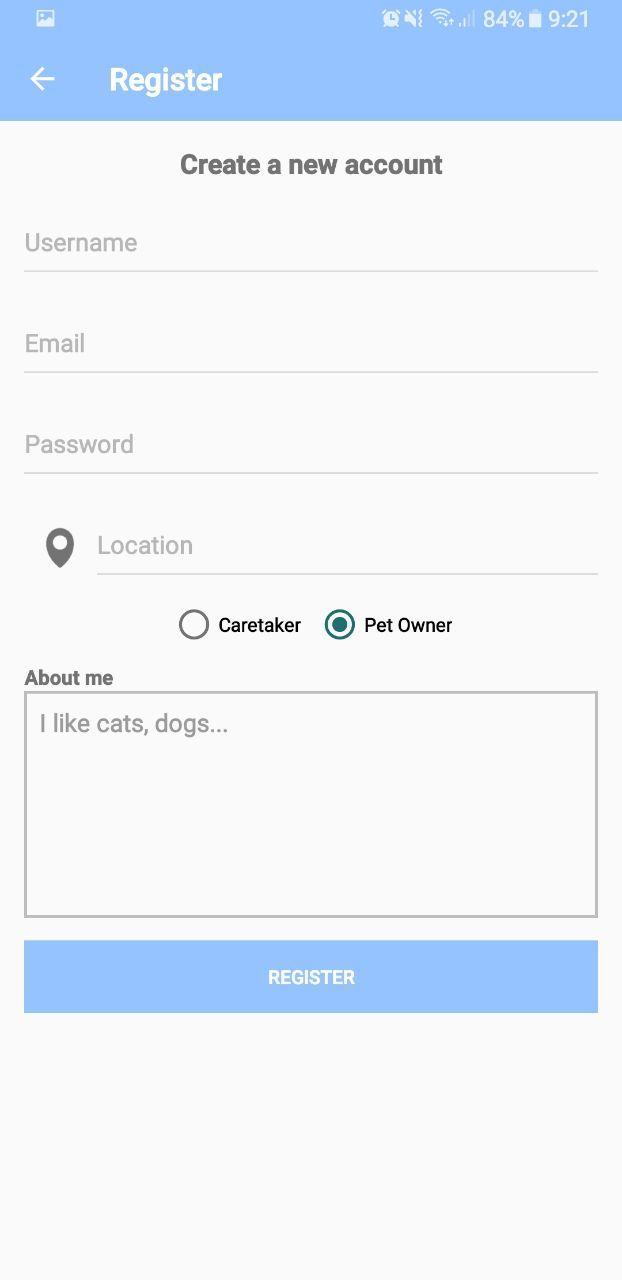 84% 9:21
Register
Create a new account
Username
Email
Password
Location
Caretaker Pet Owner
About me
I like cats, dogs...
REGISTER